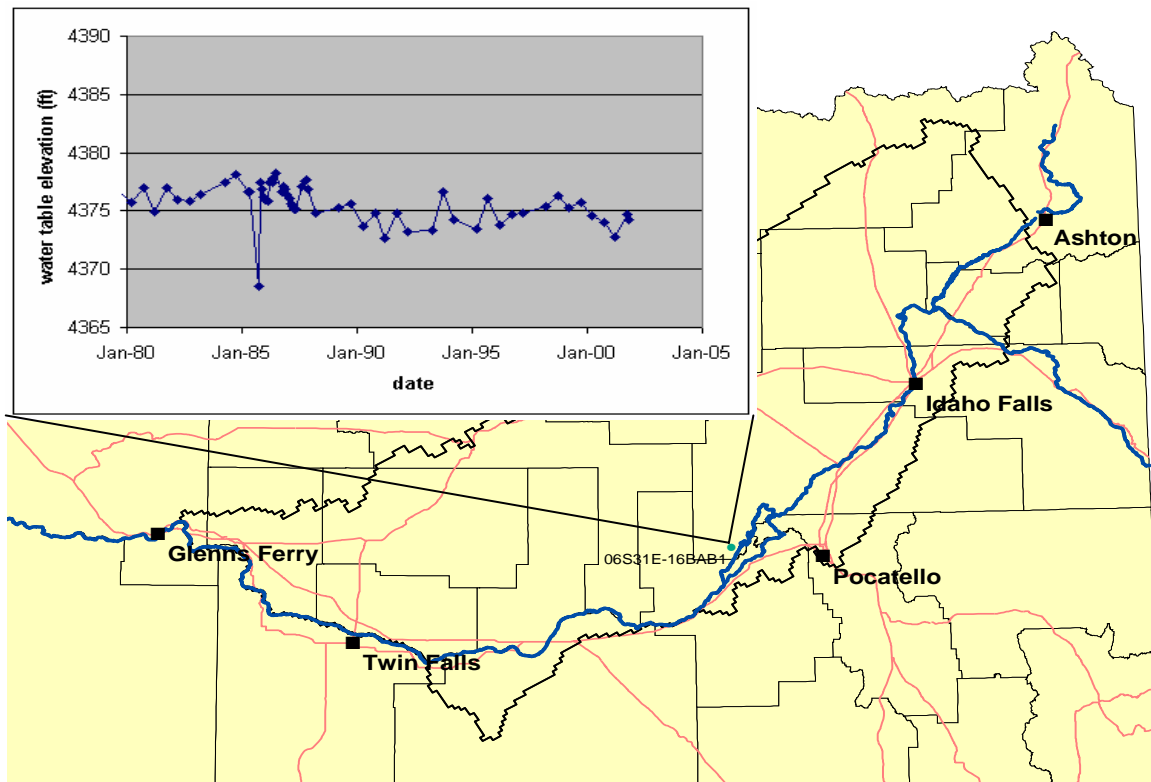 water table elevation (ft)
4390
4385
4380
4375
4370
4365
Jan-80 Jan-85 Jan-90 Jan-95 Jan-00 Jan-05
date
Ashton
Idaho Falls
Glenns Ferry
06S31E-16BAB1
Pocatello
Twin Falls